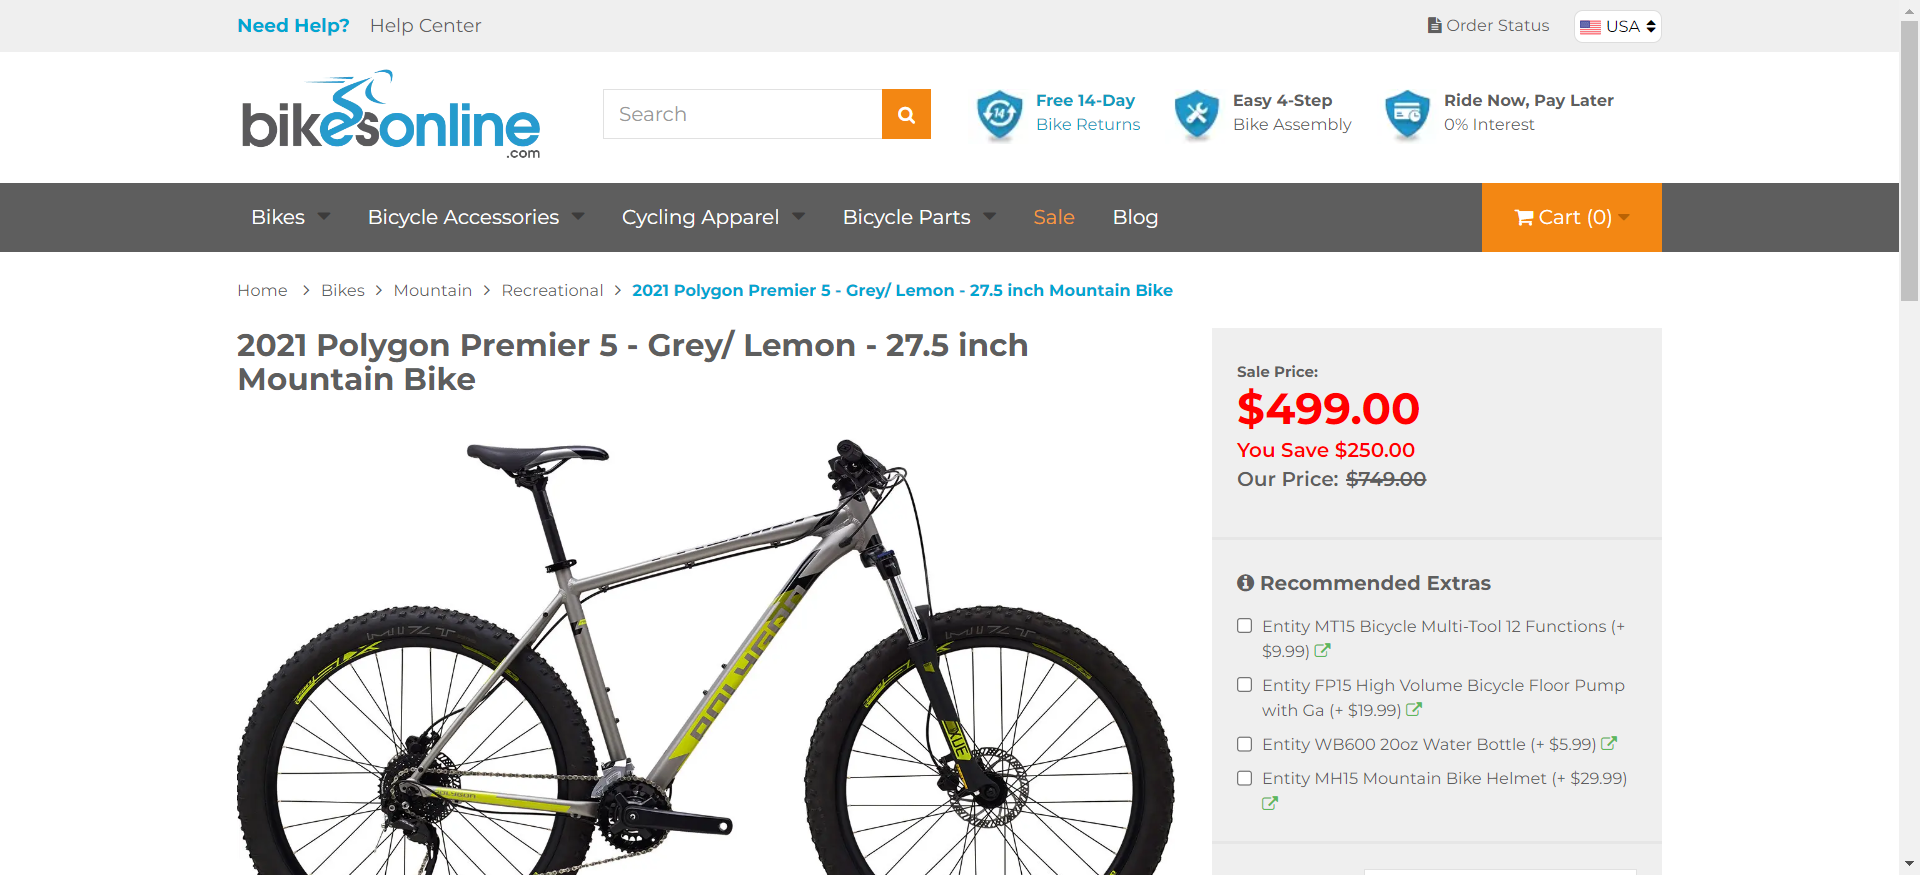 Need Help? Help Center
Order Status USA
bikesonline
.com
Search
Free 14-Day
Bike Returns
14
Easy 4-Step
Bike Assembly
Ride Now, Pay Later
0% Interest
Bikes Bicycle Accessories Cycling Apparel Bicycle Parts Sale Blog
Cart (0)
Home > Bikes > Mountain > Recreational > 2021 Polygon Premier 5 - Grey/ Lemon - 27.5 inch Mountain Bike
2021 Polygon Premier 5 - Grey/ Lemon - 27.5 inch
Mountain Bike
POLYGON
POLYGON
Sale Price:
$499.00
You Save $250.00
Our Price: $749.00
Recommended Extras
Entity MT15 Bicycle Multi-Tool 12 Functions (+
$9.99)
Entity FP15 High Volume Bicycle Floor Pump
with Ga (+ $19.99)
Entity WB600 20oz Water Bottle (+ $5.99)
Entity MH15 Mountain Bike Helmet (+ $29.99)